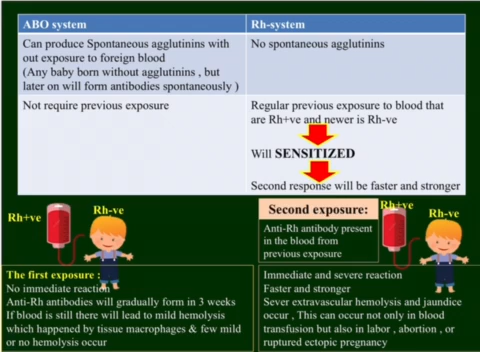 ABO system
Rh-system
Can produce Spontaneous agglutinins with
out exposure to foreign blood
(Any baby born without agglutinins , but
later on will form antibodies spontaneously )
No spontaneous agglutinins
Not require previous exposure
Regular previous exposure to blood that
are Rh+ve and newer is Rh-ve
Will SENSITIZED
Second response will be faster and stronger
Rh+ve
Rh-ve
The first exposure :
No immediate reaction
Anti-Rh antibodies will gradually form in 3 weeks
If blood is still there will lead to mild hemolysis
which happened by tissue macrophages & few mild
or no hemolysis occur
Second exposure:
Anti-Rh antibody present
in the blood from
previous exposure
Rh+ve
Rh-ve
Immediate and severe reaction
Faster and stronger
Sever extravascular hemolysis and jaundice
occur , This can occur not only in blood
transfusion but also in labor , abortion , or
ruptured ectopic pregnancy